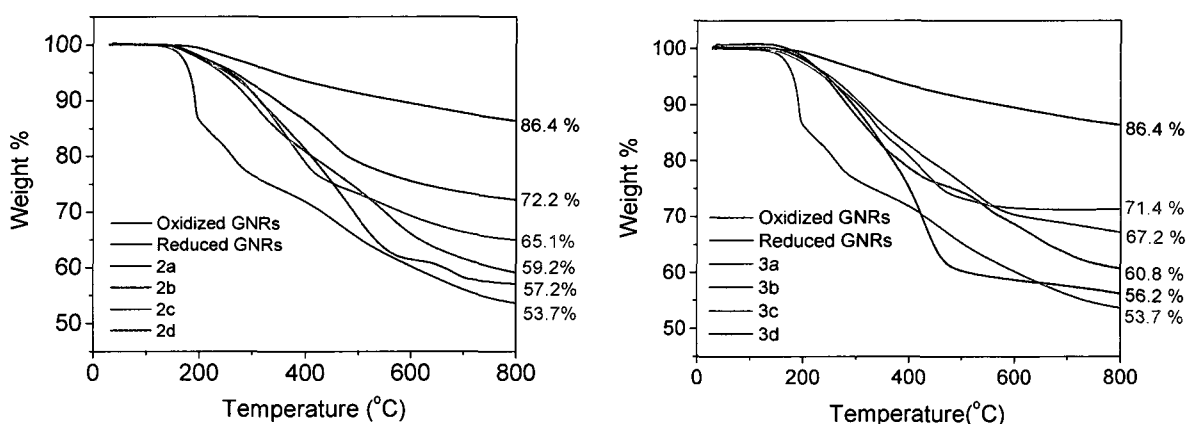 100
90
80
70
60
50
Weight %
Oxidized GNRs
Reduced GNRs
2a
2b
2c
2d
86.4 %
72.2 %
65.1%
59.2%
57.2%
53.7%
0 200 400 600 800
Temperature (°C)
100
90
80
70
60
50
Weight %
Oxidized GNRs
Reduced GNRs
3a
3b
3c
3d
86.4 %
71.4 %
67.2 %
60.8 %
56.2 %
53.7 %
0 200 400 600 800
Temperature(°C)